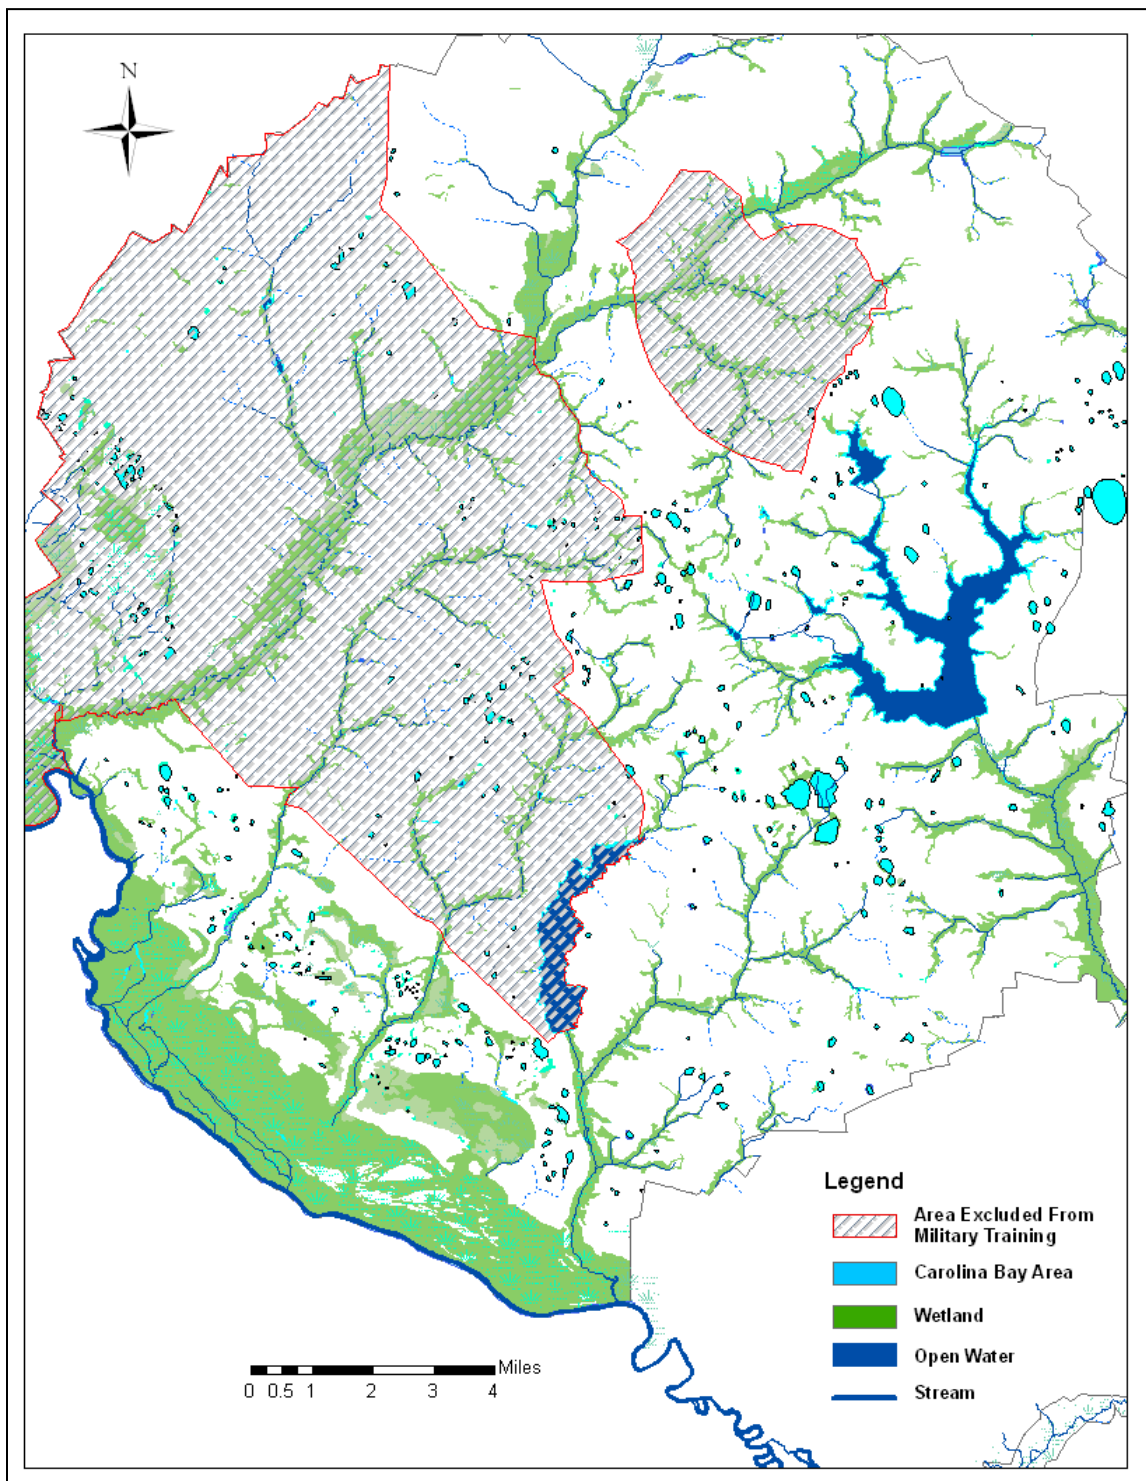 N
Legend
Area Excluded From
Military Training
Carolina Bay Area
Wetland
Open Water
Stream
Miles
0 0.5 1 2 3 4